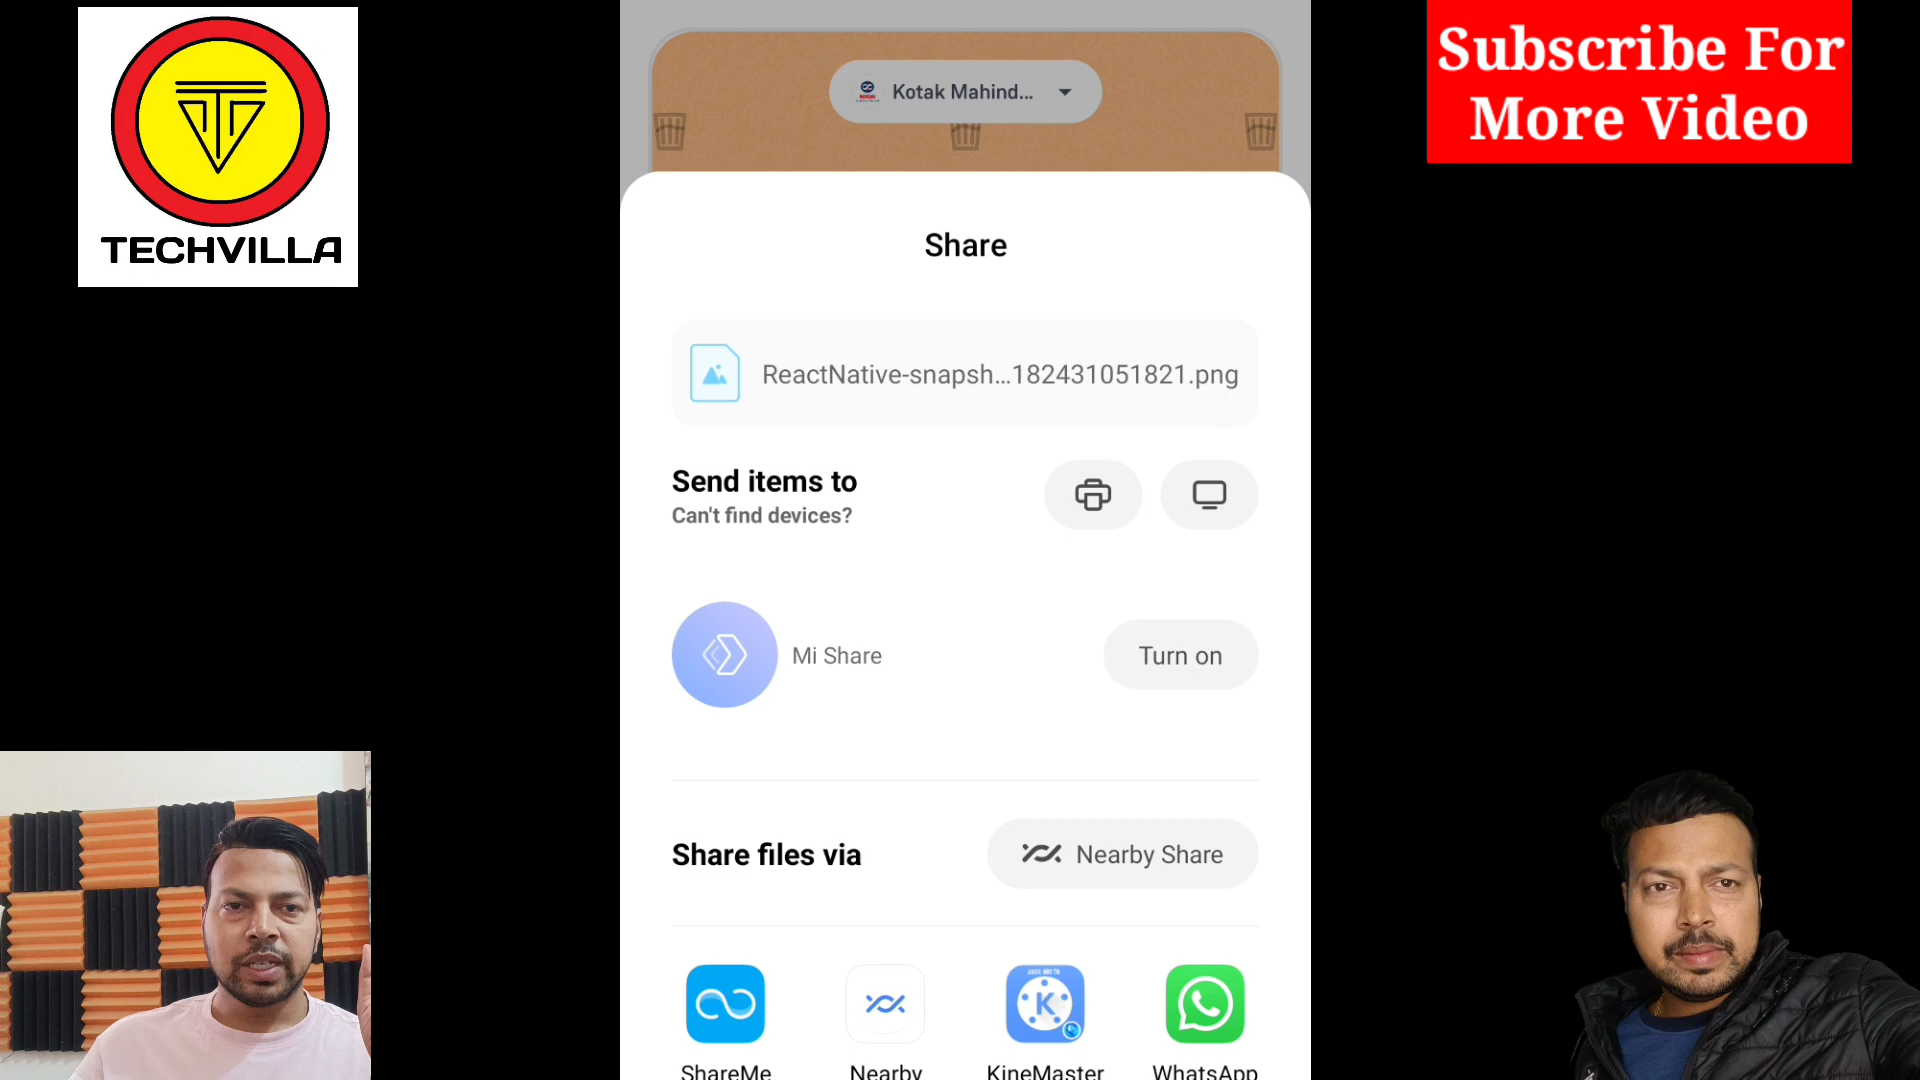 TECHVILLA
Subscribe For
More Video
Kotak Mahind...
Share
ReactNative-snapsh...182431051821.png
Send items to
Can't find devices?
Mi Share
Turn on
Share files via
Nearby Share
K
ShareMe
Nearby
KineMaster
WhatsApp